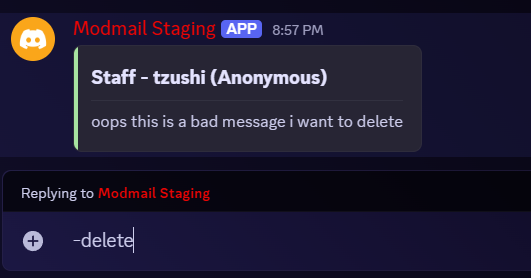 Modmail Staging APP 8:57 PM
Staff - tzushi (Anonymous)
oops this is a bad message i want to delete
Replying to Modmail Staging
-delete